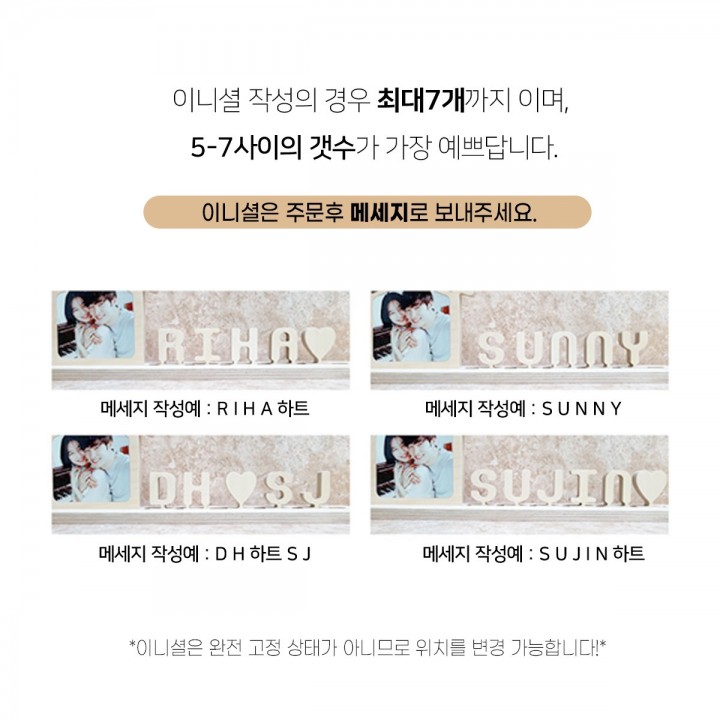 이니셜 작성의 경우 최대7개까지 이며,
5-7사이의 갯수가 가장 예쁘답니다.
이니셜은 주문후 메세지로 보내주세요.
RIHA♥
SUNNY
메세지 작성예 : R I H A 하트
메세지 작성예 : S U N N Y
DH♥SJ
SUJIN♥
메세지 작성예 : D H 하트 S J
메세지 작성예 : S U J I N 하트
*이니셜은 완전 고정 상태가 아니므로 위치를 변경 가능합니다!*